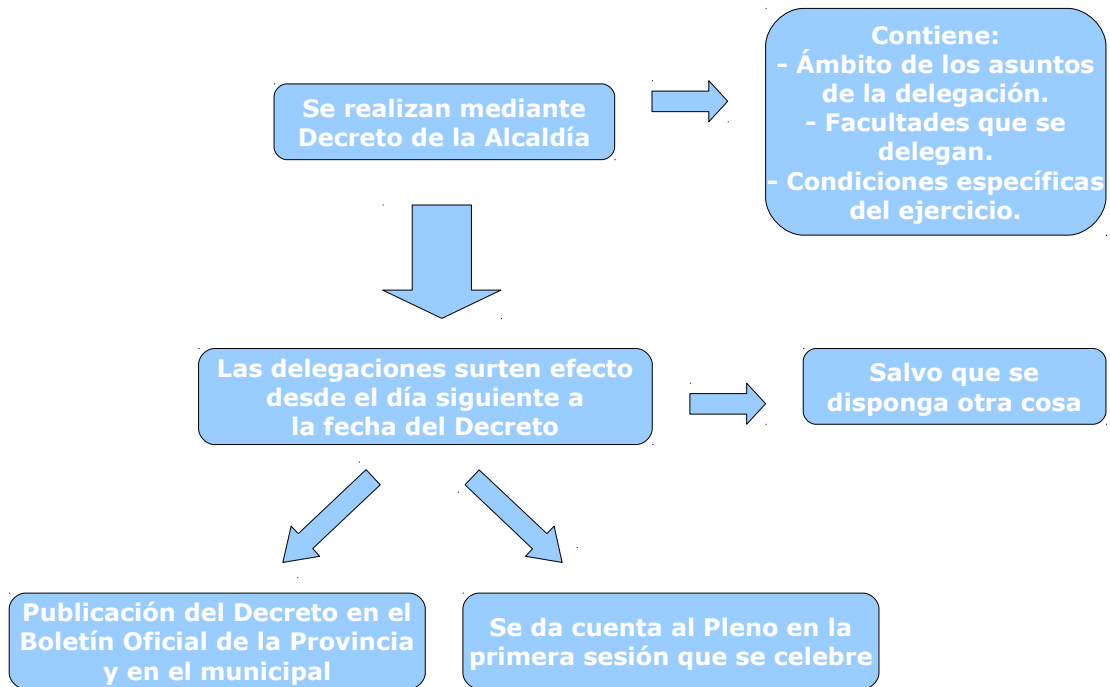 Se realizan mediante
Decreto de la Alcaldía
Contiene:
- Ámbito de los asuntos
de la delegación.
- Facultades que se
delegan.
- Condiciones específicas
del ejercicio.
Las delegaciones surten efecto
desde el día siguiente a
la fecha del Decreto
Salvo que se
disponga otra cosa
Publicación del Decreto en el
Boletín Oficial de la Provincia
y en el municipal
Se da cuenta al Pleno en la
primera sesión que se celebre